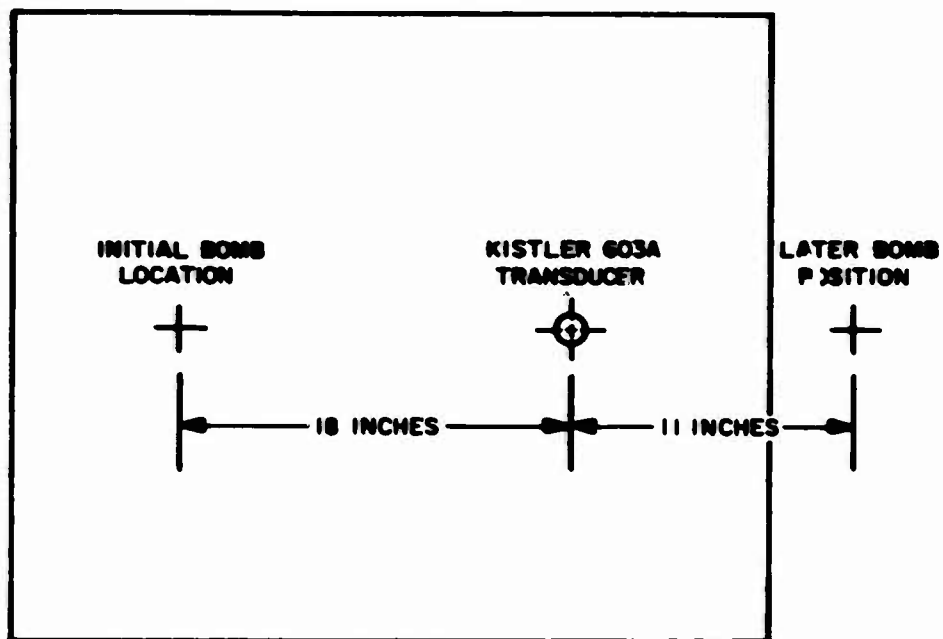 INITIAL BOMB
LOCATION
KISTLER 603A
TRANSDUCER
LATER BOMB
POSITION
18 INCHES
11 INCHES